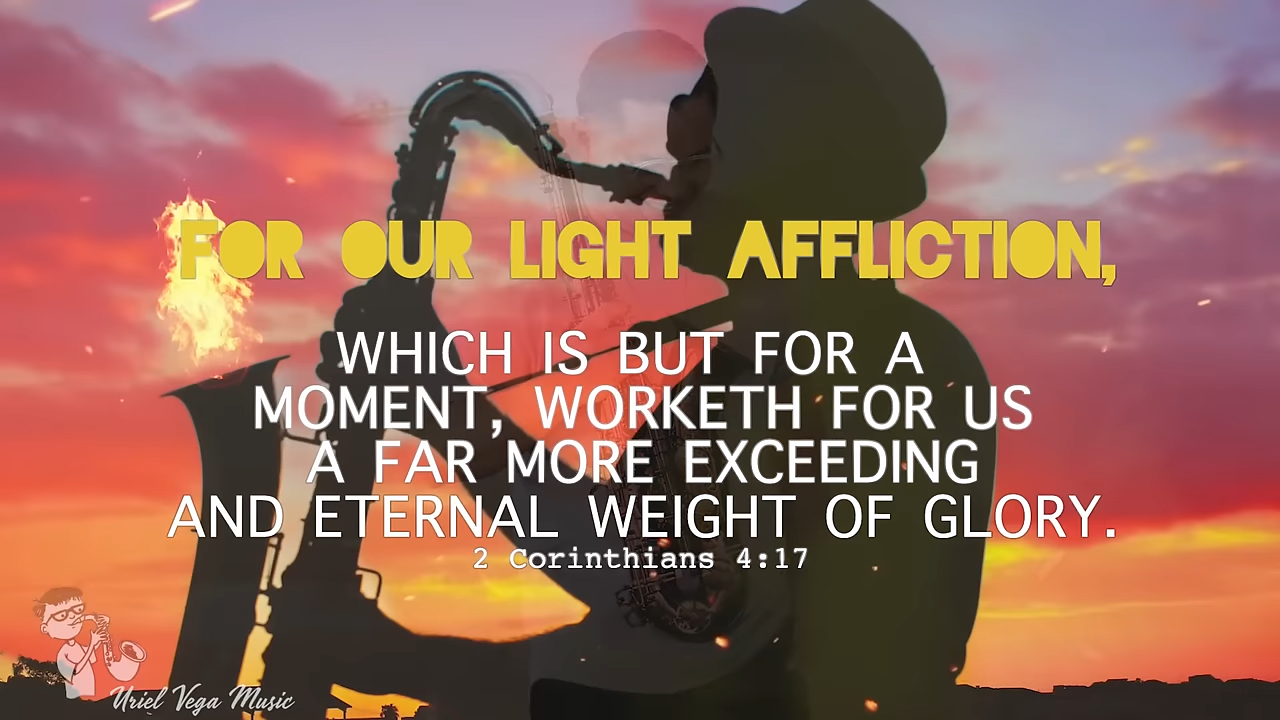 FOR OUR LIGHT AFFLICTION,
WHICH IS BUT FOR A
MOMENT, WORKETH FOR US
A FAR MORE EXCEEDING
AND ETERNAL WEIGHT OF GLORY.
2 Corinthians 4:17
Uriel Vega Music